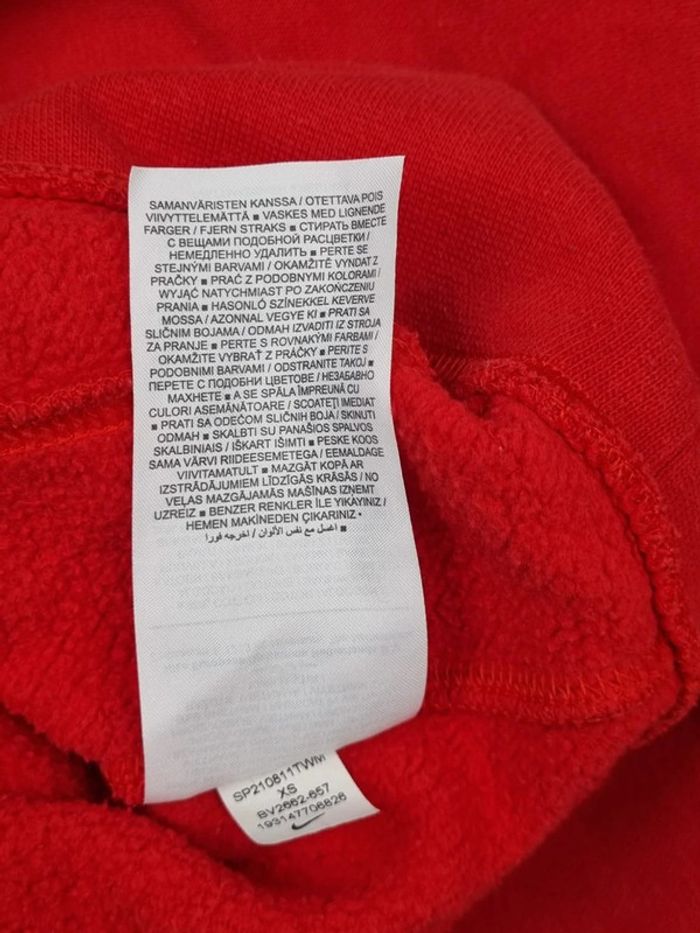 SAMANVÄRISTEN KANSSA / OTETTAVA POIS
VIIVYTTELEMÄTTÄ ■ VASKES MED LIGNENDE
FARGER / FJERN STRAKS ■ СТИРАТЬ ВМЕСТЕ
С ВЕЩАМИ ПОДОБНОЙ РАСЦВЕТКИ /
НЕМЕДЛЕННО УДАЛИТЬ ■ PERTE SE
STEJNÝMI BARVAMI / OKAMŽITĚ VYNDAT Z
PRAČKY ■ PRAĆ Z PODOBNYMI KOLORAMI /
WYJĄĆ NATYCHMIAST PO ZAKOŃCZENIU
PRANIA ■ HASONLÓ SZÍNEKKEL KEVERVE
MOSSA / AZONNAL VEGYE KI ■ PRATI SA
SLIČNIM BOJAMA / ODMAH IZVADITI IZ STROJA
ZA PRANJE ■ PERTE S ROVNAKÝMI FARBAMI /
OKAMŽITE VYBRAŤ Z PRÁČKY ■ PERITE S
PODOBNIMI BARVAMI / ODSTRANITE TAKOJ ■
ПЕРЕТЕ С ПОДОБНИ ЦВЕТОВЕ / НЕЗАБАВНО
МАХНЕТЕ ■ A SE SPĂLA ÎMPREUNĂ CU
CULORI ASEMĂNĂTOARE / SCOATEȚI IMEDIAT
■ PRATI SA ODEĆOM SLIČNIH BOJA / SKINUTI
ODMAH ■ SKALBTI SU PANAŠIOS SPALVOS
SKALBINIAIS / IŠKART IŠIMTI ■ PESKE KOOS
SAMA VÄRVI RIIDEESEMETEGA / EEMALDAGE
VIIVITAMATULT ■ MAZGĀT KOPĀ AR
IZSTRĀDĀJUMIEM LĪDZĪGĀS KRĀSĀS / NO
VEĻAS MAZGĀJAMĀS MAŠĪNAS IZŅEMT
UZREIZ ■ BENZER RENKLER İLE YIKAYINIZ /
HEMEN MAKİNEDEN ÇIKARINIZ ▪
■ اغسل مع نفس الألوان / اخرجه فورا
SP210811TWM
XS
BV2662-657
193147706826